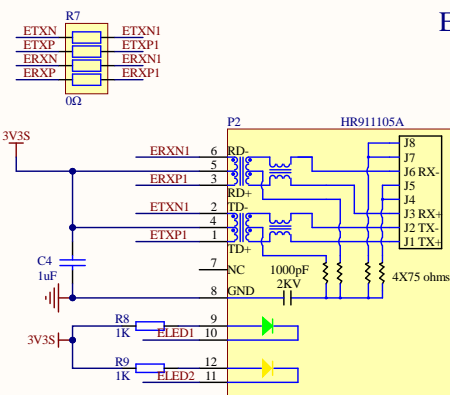 R7
E
ETXN ETXN1
ETXP ETXP1
ERXN ERXN1
ERXP ERXP1
0Ω
P2 HR911105A
3V3S
ERXN1 6 RD-
5
ERXP1 3 RD+
ETXN1 2 TD-
4
ETXP1 1 TD+
7 NC
8 GND
J8
J7
J6 RX-
J5
J4
J3 RX+
J2 TX-
J1 TX+
C4
1uF
1000pF
2KV
4X75 ohms
R8 9
1K ELED1 10
3V3S
R9 12
1K ELED2 11